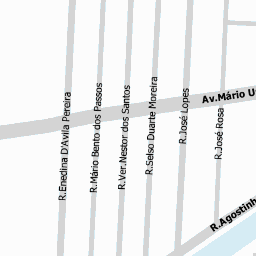 R.Enedina D'Avila Pereira
R.Mário Bento dos Passos
R.Ver.Nestor dos Santos
R.Selso Duarte Moreira
R.José Lopes
R.José Rosa
Av.Mário U
R.Agostinh